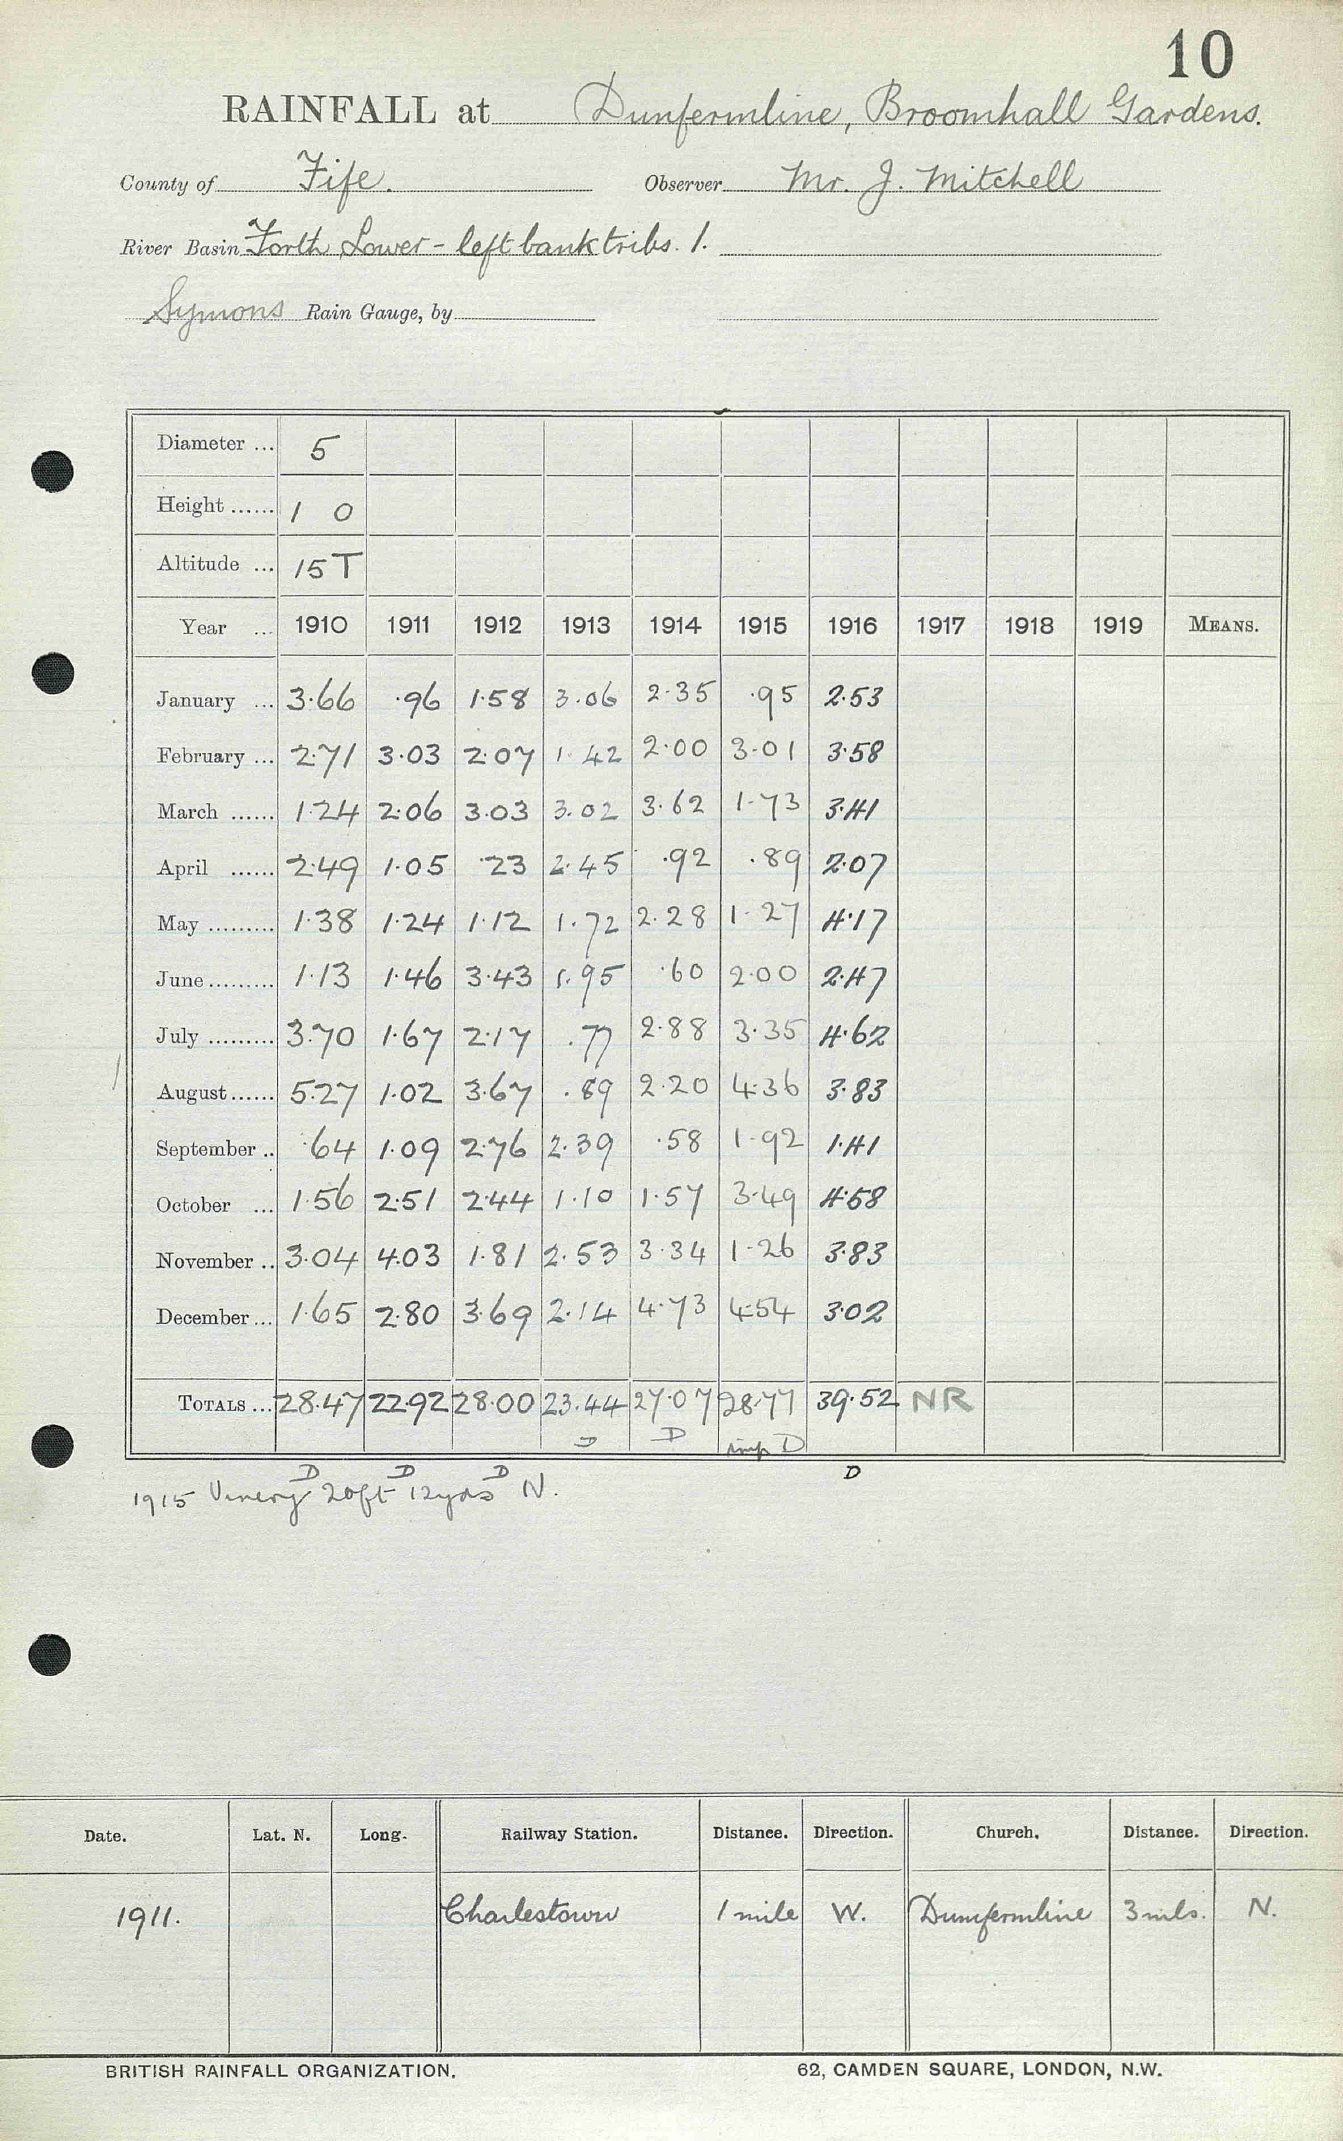 10
RAINFALL at Dunfermline, Broomhall Gardens.
County of Fife. Observer Mr. J. Mitchell
River Basin Forth Lower - left bank tribs. 1.
Symons Rain Gauge, by
Diameter ... 5
Height ...... 1 0
Altitude ... 15 T
Year ... 1910 1911 1912 1913 1914 1915 1916 1917 1918 1919 MEANS.
January ... 3.66 .96 1.58 3.06 2.35 .95 2.53
February ... 2.71 3.03 2.07 1.42 2.00 3.01 3.58
March ...... 1.24 2.06 3.03 3.02 3.62 1.73 3.41
April ...... 2.49 1.05 .23 2.45 .92 .89 2.07
May ......... 1.38 1.24 1.12 1.72 2.28 1.27 4.17
June ......... 1.13 1.46 3.43 1.95 .60 2.00 2.47
July ......... 3.70 1.67 2.17 .77 2.88 3.35 4.62
August ...... 5.27 1.02 3.67 .89 2.20 4.36 3.83
September .. .64 1.09 2.76 2.39 .58 1.92 1.41
October ... 1.56 2.51 2.44 1.10 1.57 3.49 4.58
November .. 3.04 4.03 1.81 2.53 3.34 1.26 3.83
December ... 1.65 2.80 3.69 2.14 4.73 4.54 3.02
TOTALS ... 28.47 22.92 28.00 23.44 27.07 28.77 39.52 NR
D D imp D
D D D D
1915 Vinery 20ft 12yds N.
Date. Lat. N. Long. Railway Station. Distance. Direction. Church. Distance. Direction.
1911. Charlestown 1 mile W. Dunfermline 3 mls. N.
BRITISH RAINFALL ORGANIZATION. 62, CAMDEN SQUARE, LONDON, N.W.